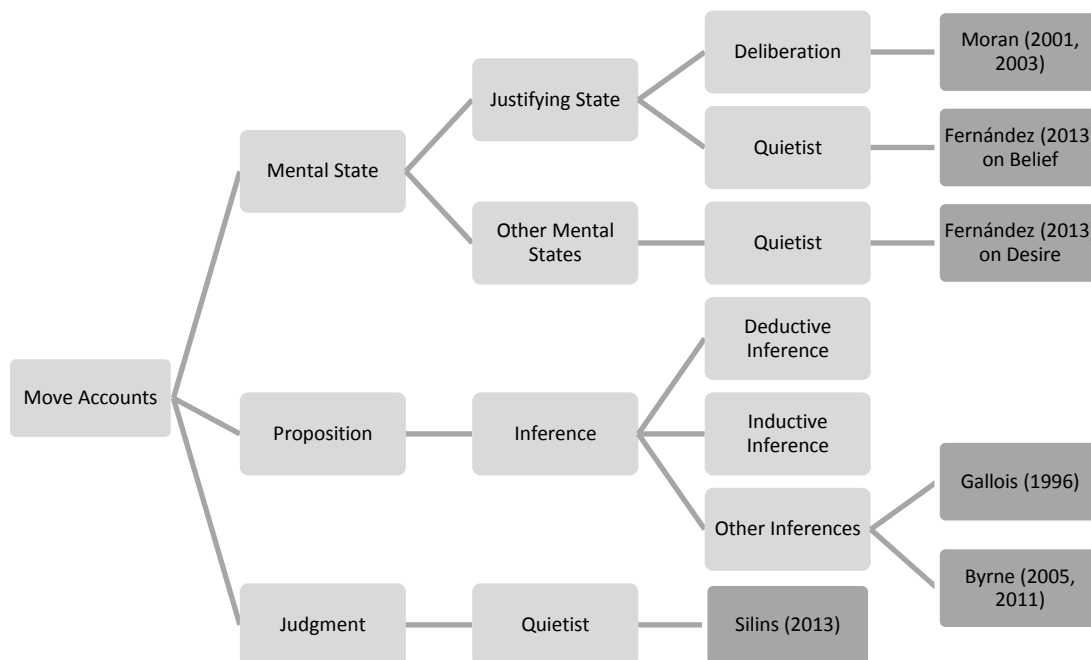 Deliberation
Moran (2001,
2003)
Justifying State
Mental State
Quietist
Fernández (2013
on Belief
Other Mental
States
Quietist
Fernández (2013
on Desire
Deductive
Inference
Move Accounts
Proposition
Inference
Inductive
Inference
Gallois (1996)
Other Inferences
Byrne (2005,
2011)
Judgment
Quietist
Silins (2013)